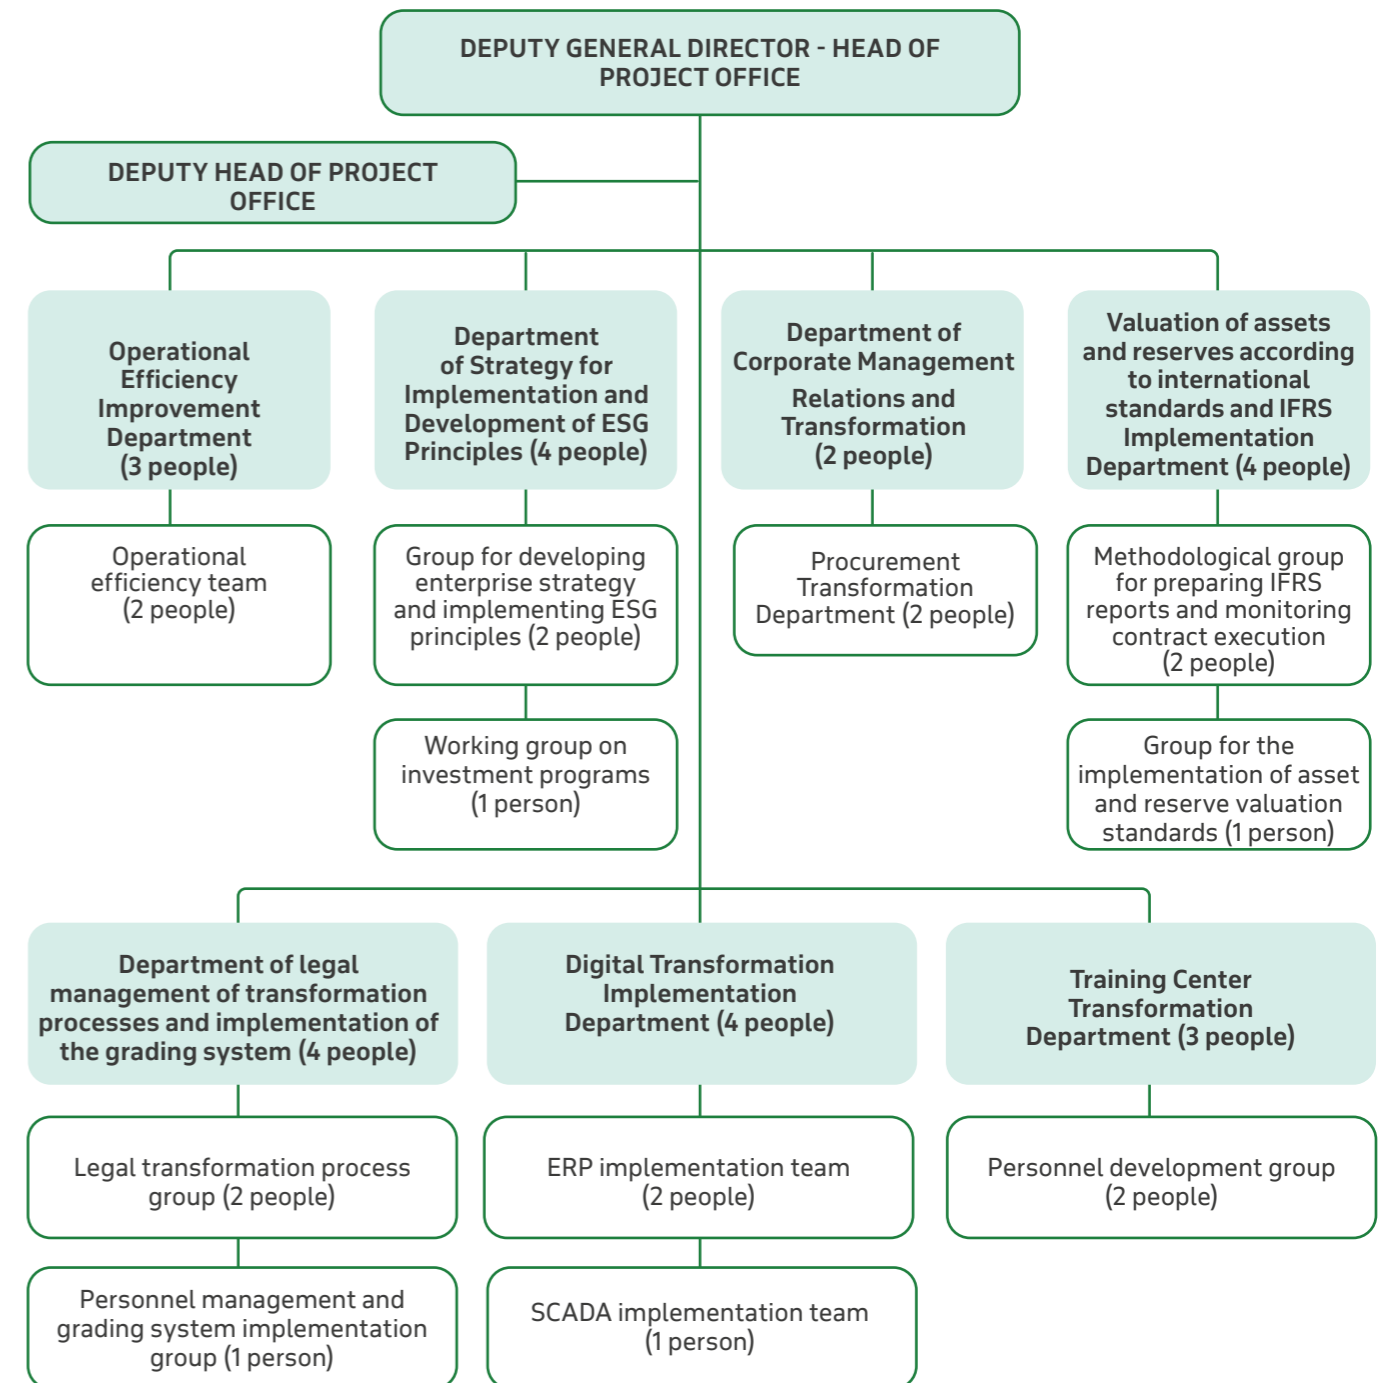 DEPUTY GENERAL DIRECTOR - HEAD OF
PROJECT OFFICE
DEPUTY HEAD OF PROJECT
OFFICE
Operational
Efficiency
Improvement
Department
(3 people)
Department
of Strategy for
Implementation and
Development of ESG
Principles (4 people)
Department of
Corporate Management
Relations and
Transformation
(2 people)
Valuation of assets
and reserves according
to international
standards and IFRS
Implementation
Department (4 people)
Operational
efficiency team
(2 people)
Group for developing
enterprise strategy
and implementing ESG
principles (2 people)
Procurement
Transformation
Department (2 people)
Methodological group
for preparing IFRS
reports and monitoring
contract execution
(2 people)
Working group on
investment programs
(1 person)
Group for the
implementation of asset
and reserve valuation
standards (1 person)
Department of legal
management of transformation
processes and implementation of
the grading system (4 people)
Digital Transformation
Implementation
Department (4 people)
Training Center
Transformation
Department (3 people)
Legal transformation process
group (2 people)
ERP implementation team
(2 people)
Personnel development group
(2 people)
Personnel management and
grading system implementation
group (1 person)
SCADA implementation team
(1 person)